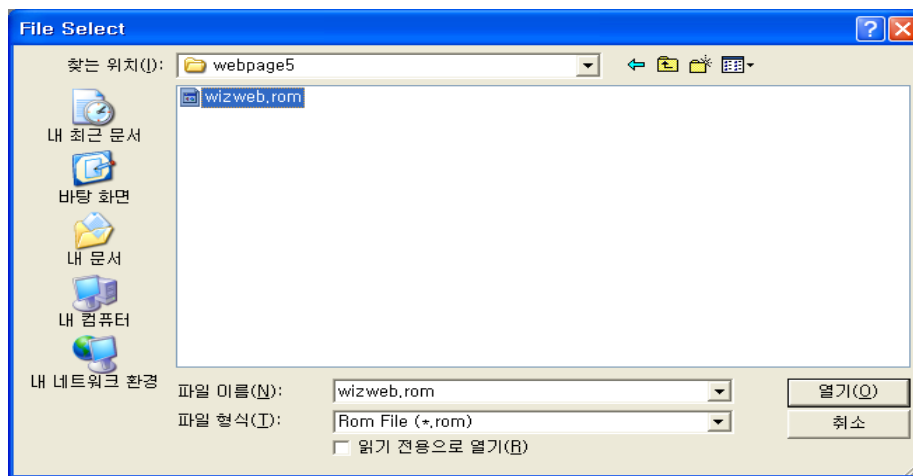 File Select
찾는 위치(I): webpage5
wizweb.rom
내 최근 문서
바탕 화면
내 문서
내 컴퓨터
내 네트워크 환경
파일 이름(N): wizweb.rom 열기(O)
파일 형식(T): Rom File (*.rom) 취소
읽기 전용으로 열기(R)